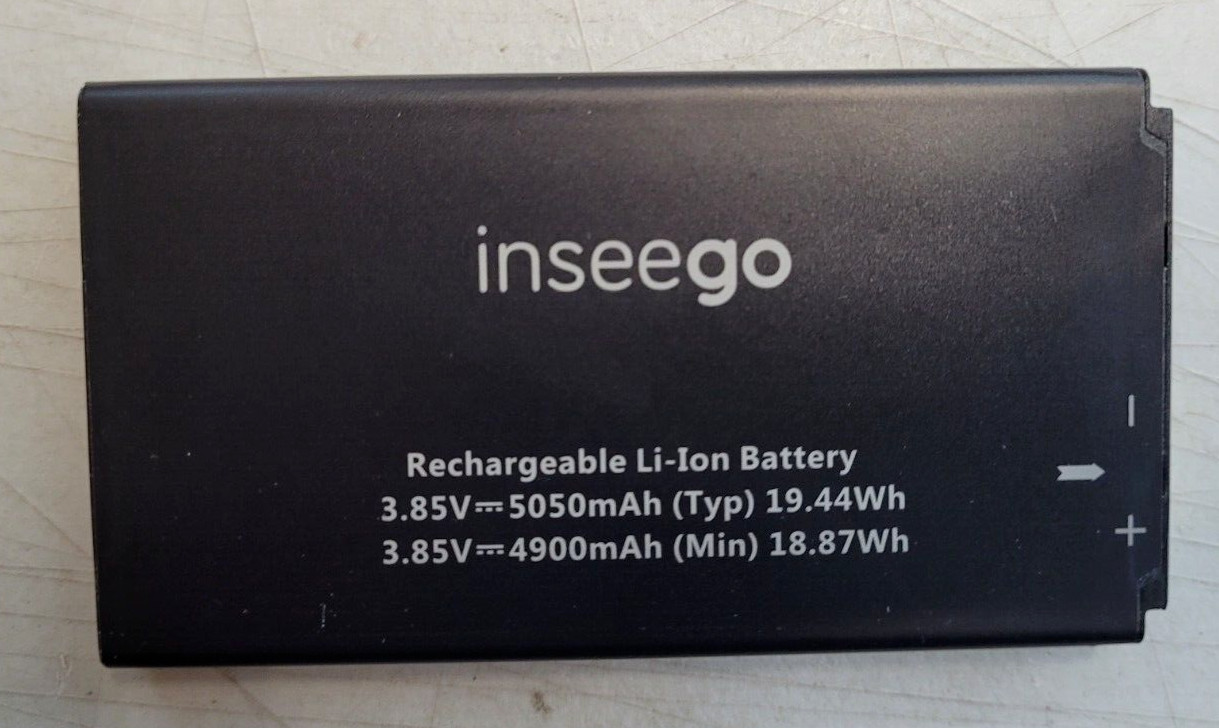 inseego
Rechargeable Li-Ion Battery
3.85V⎓5050mAh (Typ) 19.44Wh
3.85V⎓4900mAh (Min) 18.87Wh
-
+